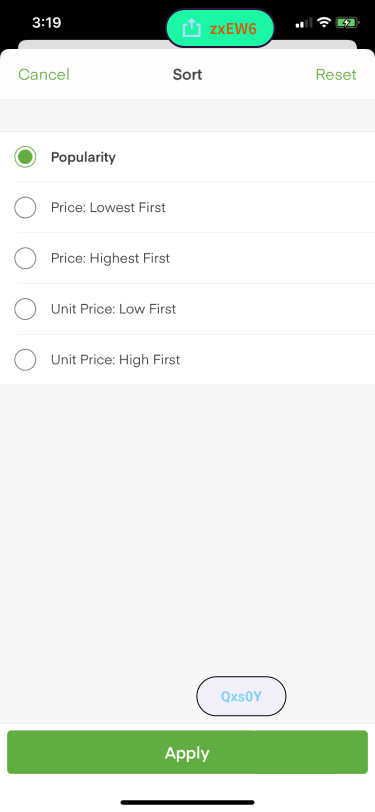 3:19
zxEW6
Cancel Sort Reset
Popularity
Price: Lowest First
Price: Highest First
Unit Price: Low First
Unit Price: High First
Qxs0Y
Apply